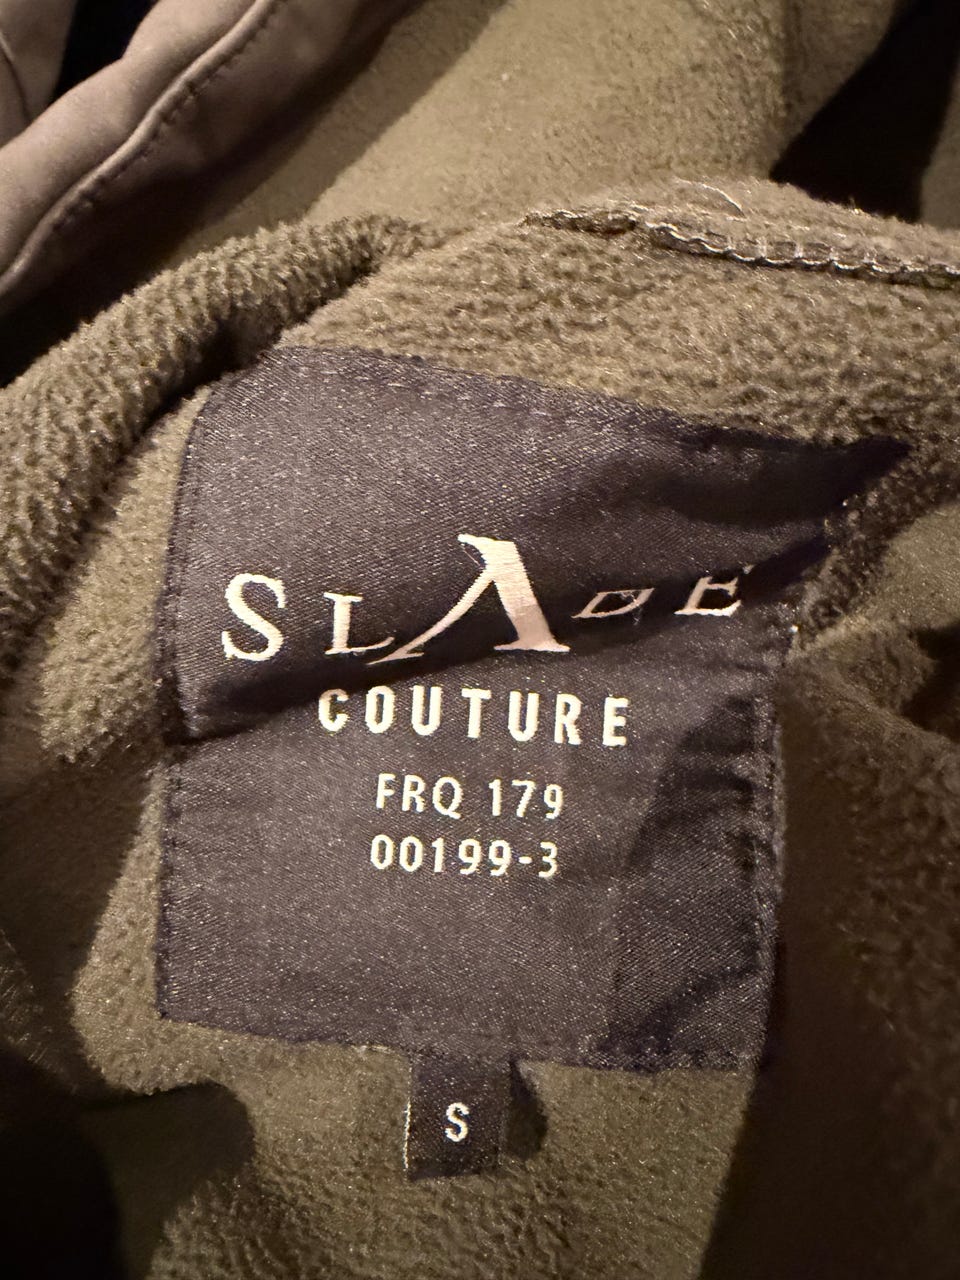 SLADE
COUTURE
FRQ 179
00199-3
S